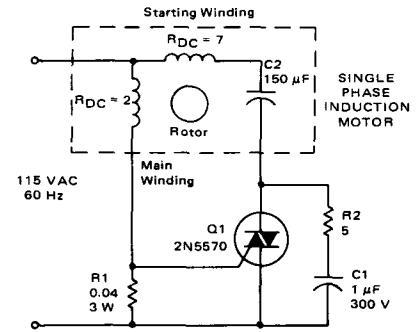 Starting Winding
RDC = 7
C2
150 µF
RDC = 2
Rotor
SINGLE
PHASE
INDUCTION
MOTOR
Main
Winding
115 VAC
60 Hz
Q1
2N5570
R2
5
R1
0.04
3 W
C1
1 µF
300 V